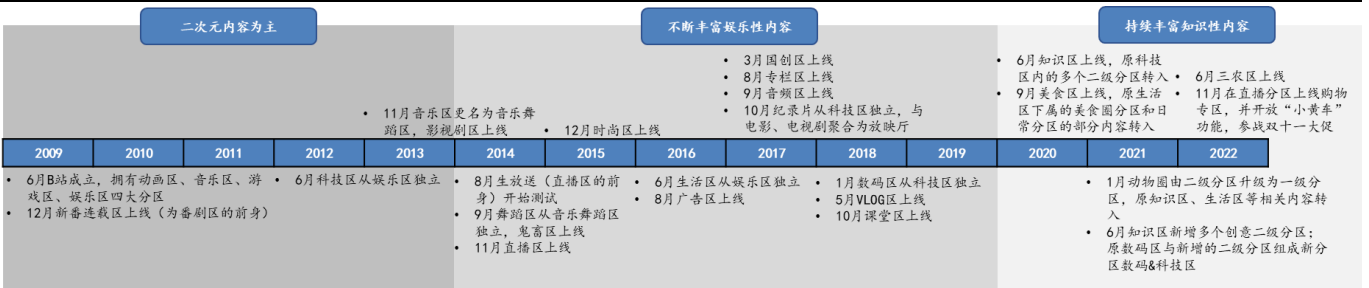 二次元内容为主
不断丰富娱乐性内容
持续丰富知识性内容
• 11月音乐区更名为音乐舞
蹈区，影视剧区上线
• 12月时尚区上线
• 3月国创区上线
• 8月专栏区上线
• 9月音频区上线
• 10月纪录片从科技区独立，与
电影、电视剧聚合为放映厅
• 6月知识区上线，原科技
区内的多个二级分区转入
• 9月美食区上线，原生活
区下属的美食圈分区和日
常分区的部分内容转入
• 6月三农区上线
• 11月在直播分区上线购物
专区，并开放“小黄车”
功能，参战双十一大促
2009 2010 2011 2012 2013 2014 2015 2016 2017 2018 2019 2020 2021 2022
• 6月B站成立，拥有动画区、音乐区、游
戏区、娱乐区四大分区
• 12月新番连载区上线（为番剧区的前身）
• 6月科技区从娱乐区独立
• 8月生放送（直播区的前
身）开始测试
• 9月舞蹈区从音乐舞蹈区
独立，鬼畜区上线
• 11月直播区上线
• 6月生活区从娱乐区独立
• 8月广告区上线
• 1月数码区从科技区独立
• 5月VLOG区上线
• 10月课堂区上线
• 1月动物圈由二级分区升级为一级分
区，原知识区、生活区等相关内容转
入
• 6月知识区新增多个创意二级分区；
原数码区与新增的二级分区组成新分
区数码&科技区